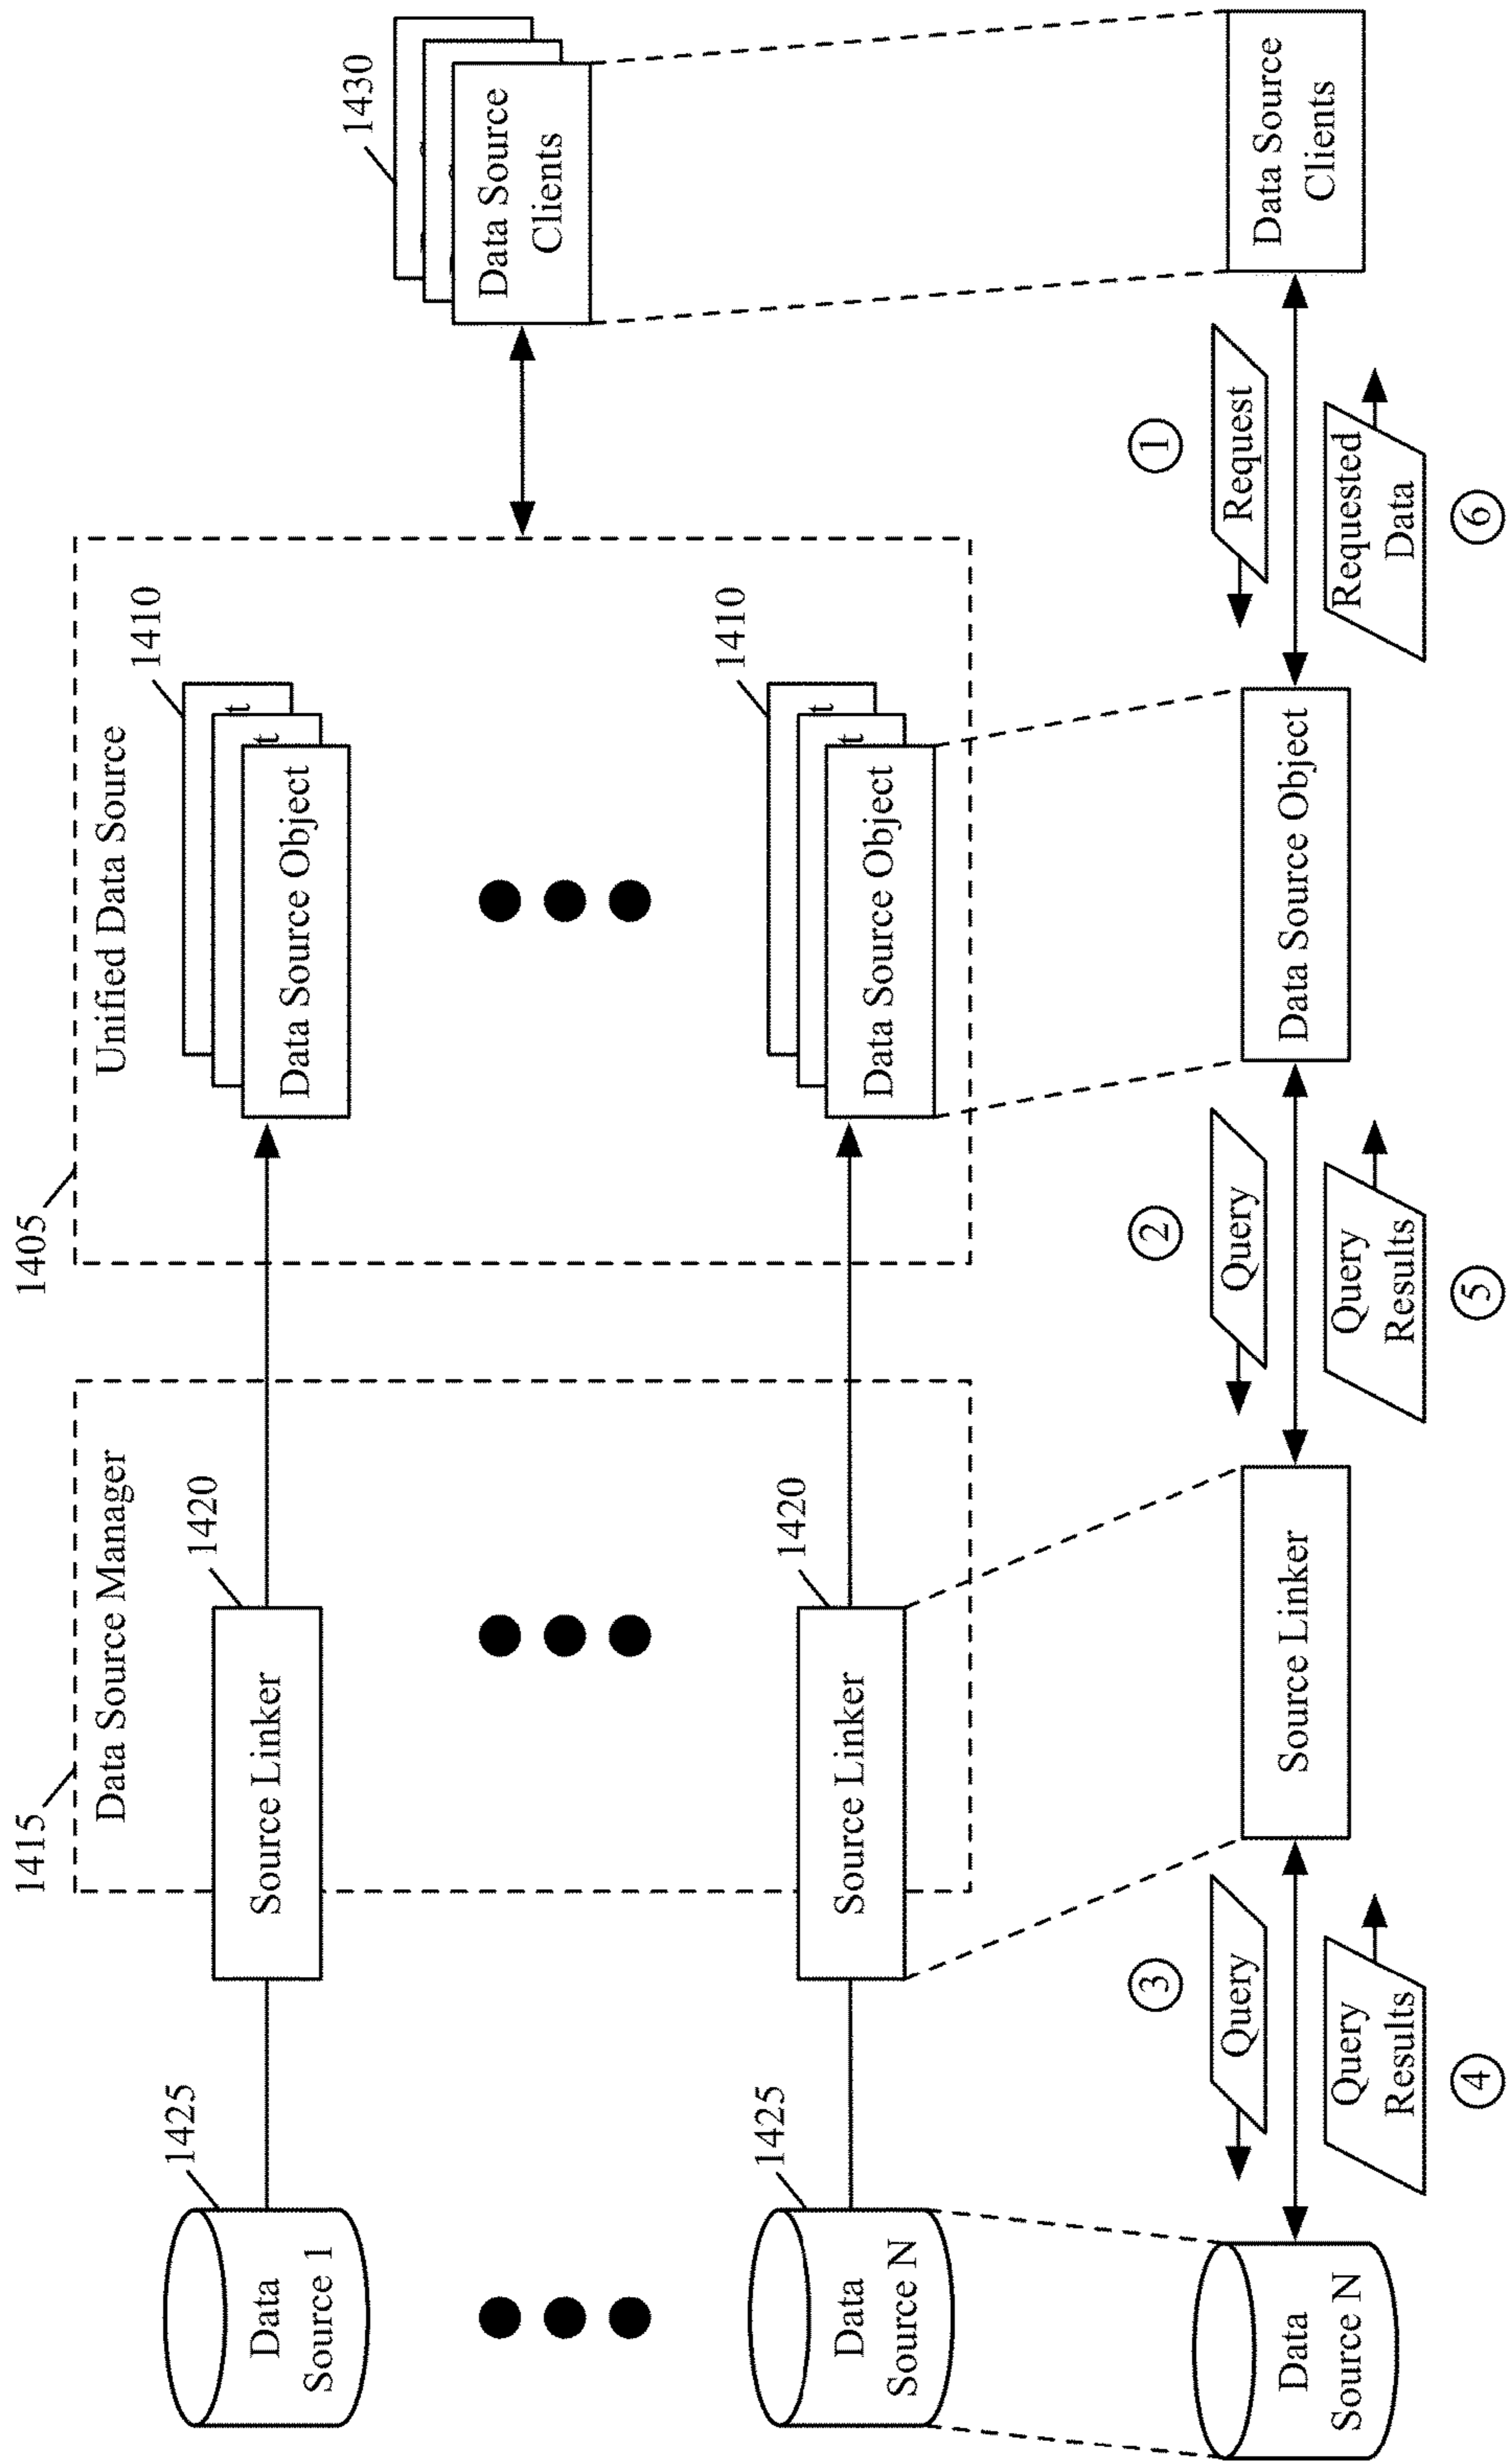 1415
Data Source Manager
1405
Unified Data Source
1425
Data
Source 1
1420
Source Linker
1410
t
t
Data Source Object
1430
Data Source
Clients
1425
Data
Source N
1420
Source Linker
1410
t
t
Data Source Object
3
Query
2
Query
1
Request
Data
Source N
Source Linker
Data Source Object
Data Source
Clients
Query
Results
4
Query
Results
5
Requested
Data
6